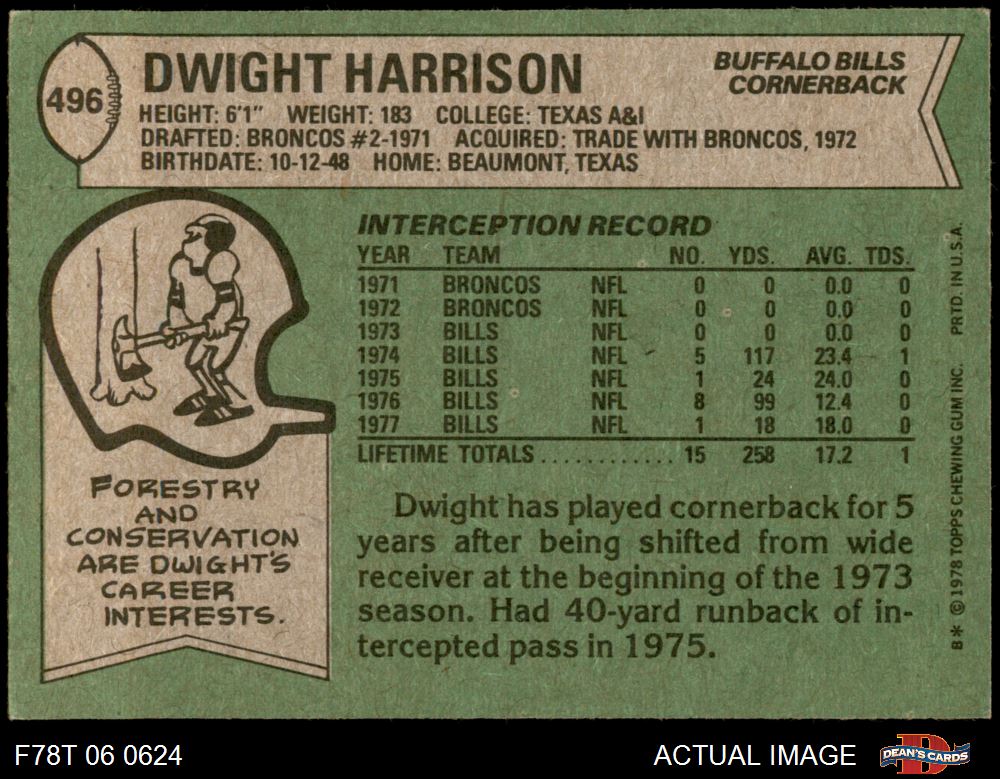 496
DWIGHT HARRISON
BUFFALO BILLS
CORNERBACK
HEIGHT: 6'1" WEIGHT: 183 COLLEGE: TEXAS A&I
DRAFTED: BRONCOS #2-1971 ACQUIRED: TRADE WITH BRONCOS, 1972
BIRTHDATE: 10-12-48 HOME: BEAUMONT, TEXAS
FORESTRY
AND
CONSERVATION
ARE DWIGHT'S
CAREER
INTERESTS.
INTERCEPTION RECORD
YEAR TEAM NO. YDS. AVG. TDS.
1971 BRONCOS NFL 0 0 0.0 0
1972 BRONCOS NFL 0 0 0.0 0
1973 BILLS NFL 0 0 0.0 0
1974 BILLS NFL 5 117 23.4 1
1975 BILLS NFL 1 24 24.0 0
1976 BILLS NFL 8 99 12.4 0
1977 BILLS NFL 1 18 18.0 0
LIFETIME TOTALS ............ 15 258 17.2 1
Dwight has played cornerback for 5
years after being shifted from wide
receiver at the beginning of the 1973
season. Had 40-yard runback of in-
tercepted pass in 1975.
B* © 1978 TOPPS CHEWING GUM INC. PRTD. IN U.S.A.
F78T 06 0624
ACTUAL IMAGE
DEAN'S CARDS